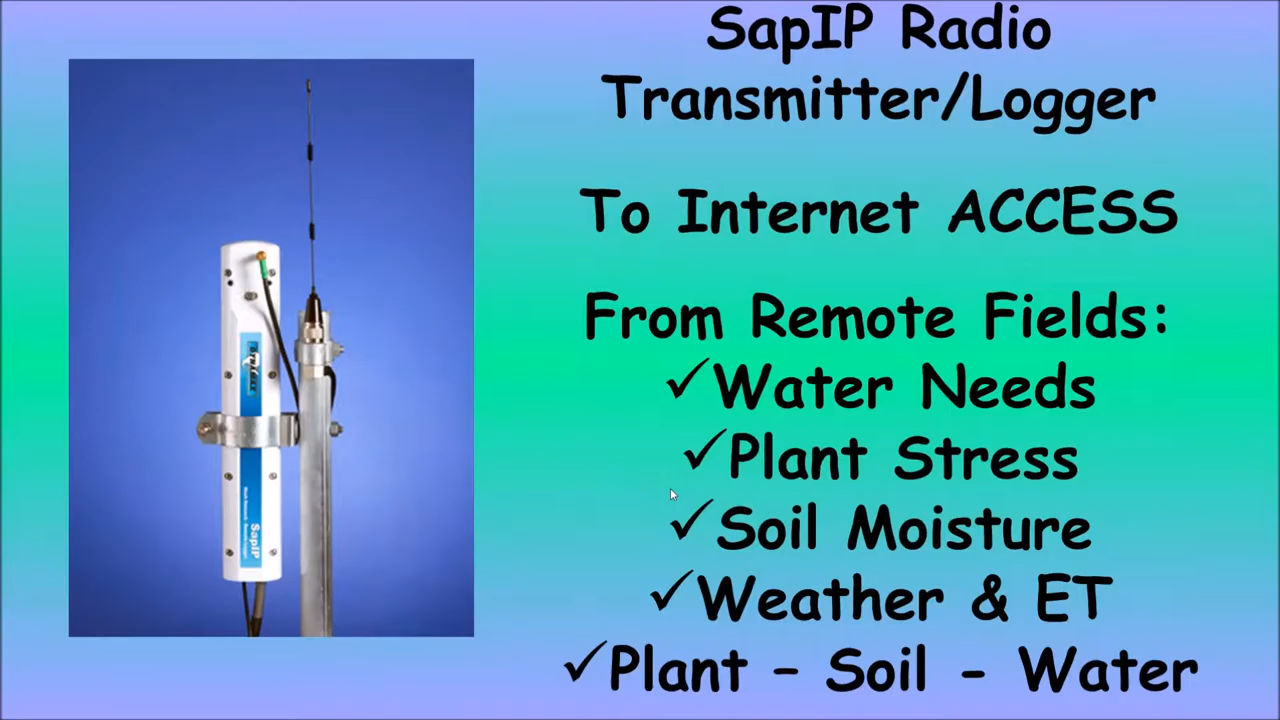 SapIP Radio
Transmitter/Logger
To Internet ACCESS
From Remote Fields:
✓Water Needs
✓Plant Stress
✓Soil Moisture
✓Weather & ET
✓Plant – Soil - Water
SapIP